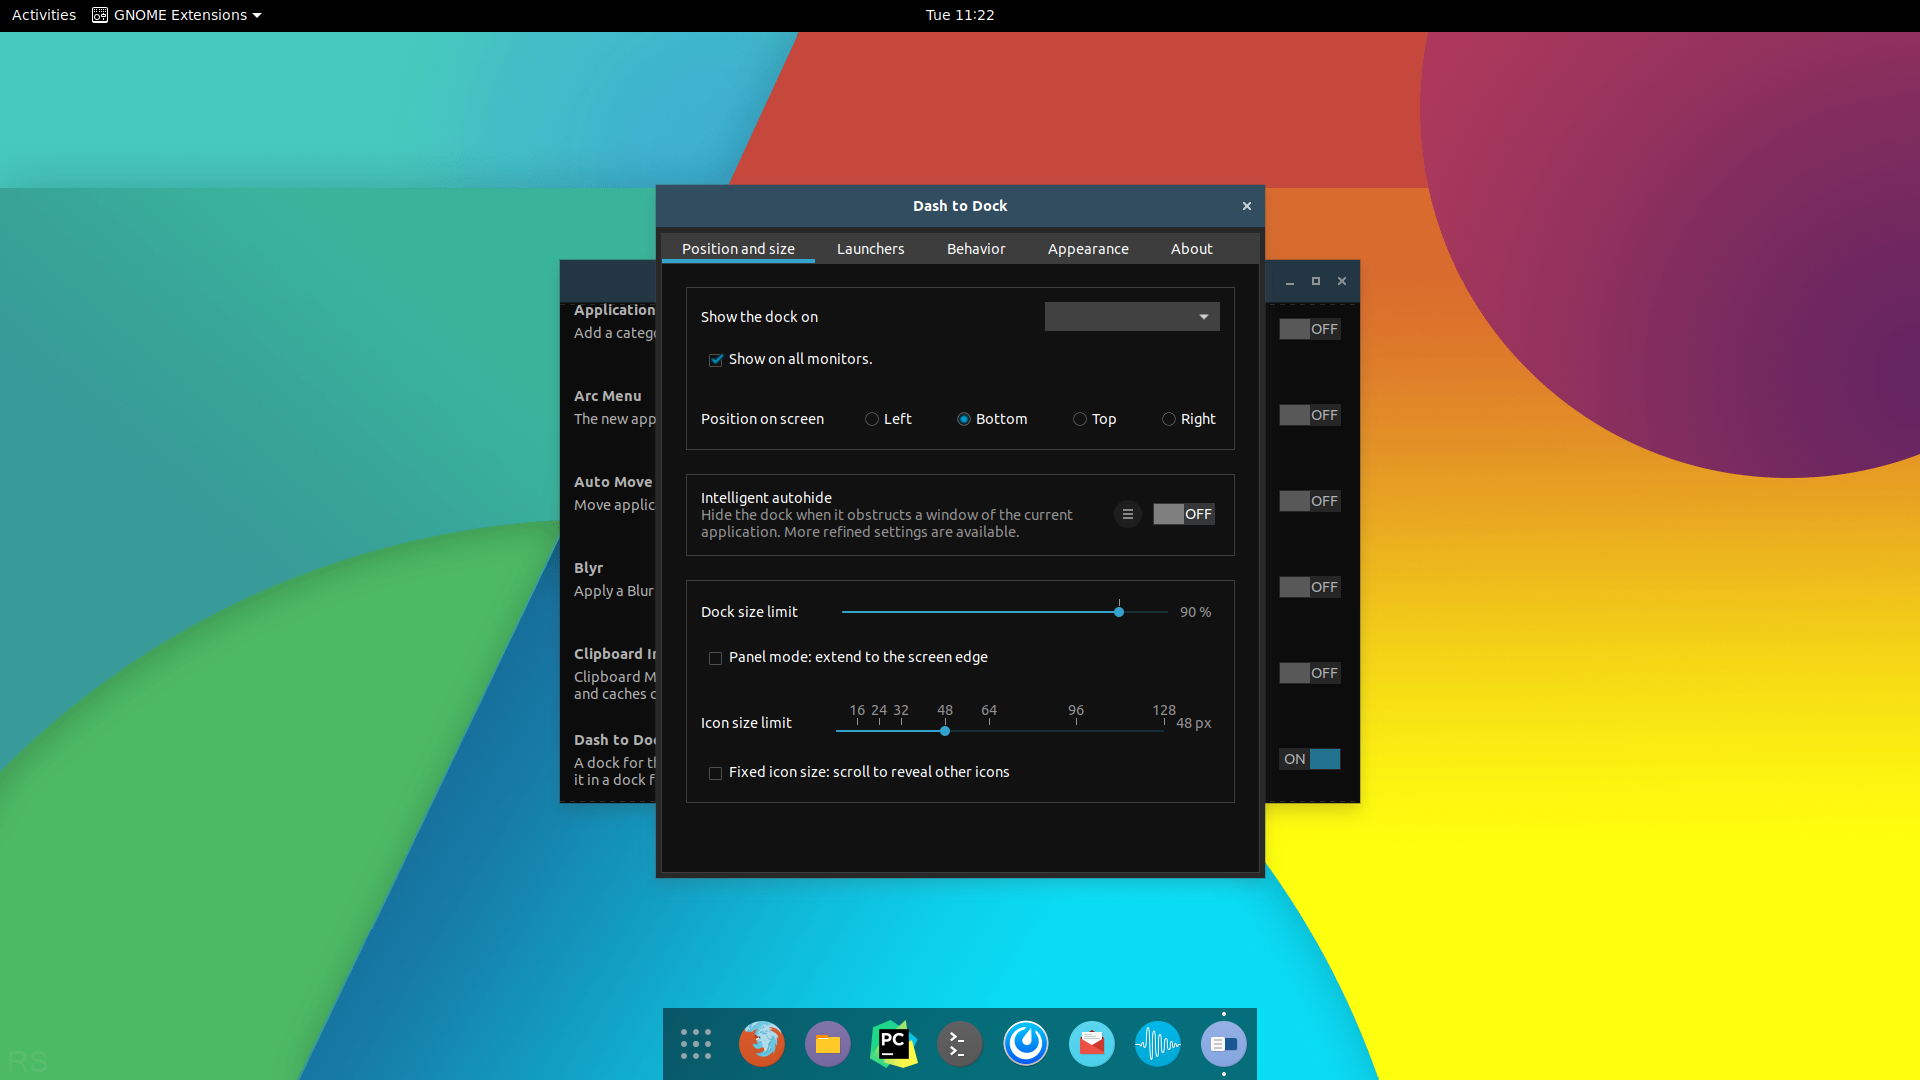 Activities
GNOME Extensions
Tue 11:22
Dash to Dock
Position and size
Launchers
Behavior
Appearance
About
Show the dock on
Show on all monitors.
Position on screen
Left
Bottom
Top
Right
Intelligent autohide
Hide the dock when it obstructs a window of the current
application. More refined settings are available.
OFF
Dock size limit
90 %
Panel mode: extend to the screen edge
16 24 32 48 64 96 128
Icon size limit
48 px
Fixed icon size: scroll to reveal other icons
Application
Add a catego
OFF
Arc Menu
The new app
OFF
Auto Move
Move applic
OFF
Blyr
Apply a Blur
OFF
Clipboard In
Clipboard M
and caches c
OFF
Dash to Doc
A dock for th
it in a dock f
ON
PC
RS